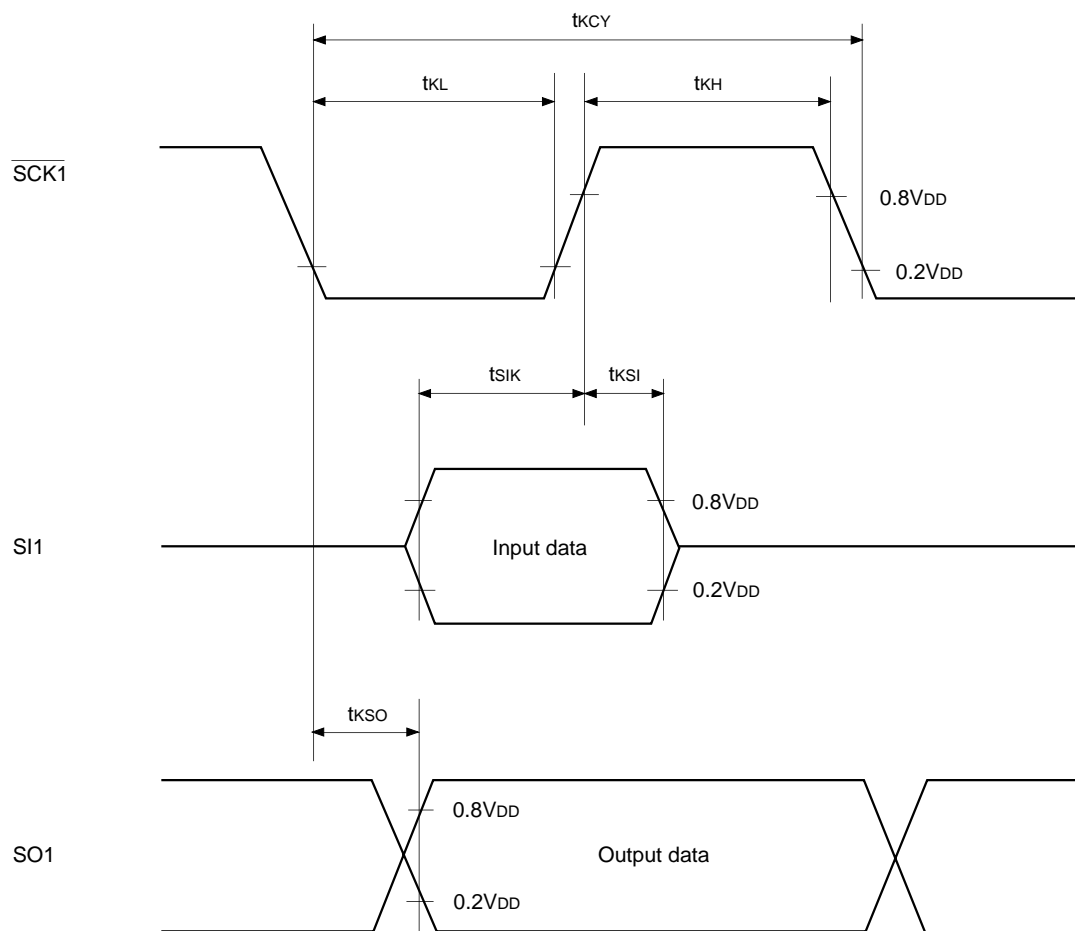 tKCY
tKL
tKH
SCK1
0.8VDD
0.2VDD
tSIK
tKSI
0.8VDD
SI1
Input data
0.2VDD
tKSO
0.8VDD
SO1
Output data
0.2VDD